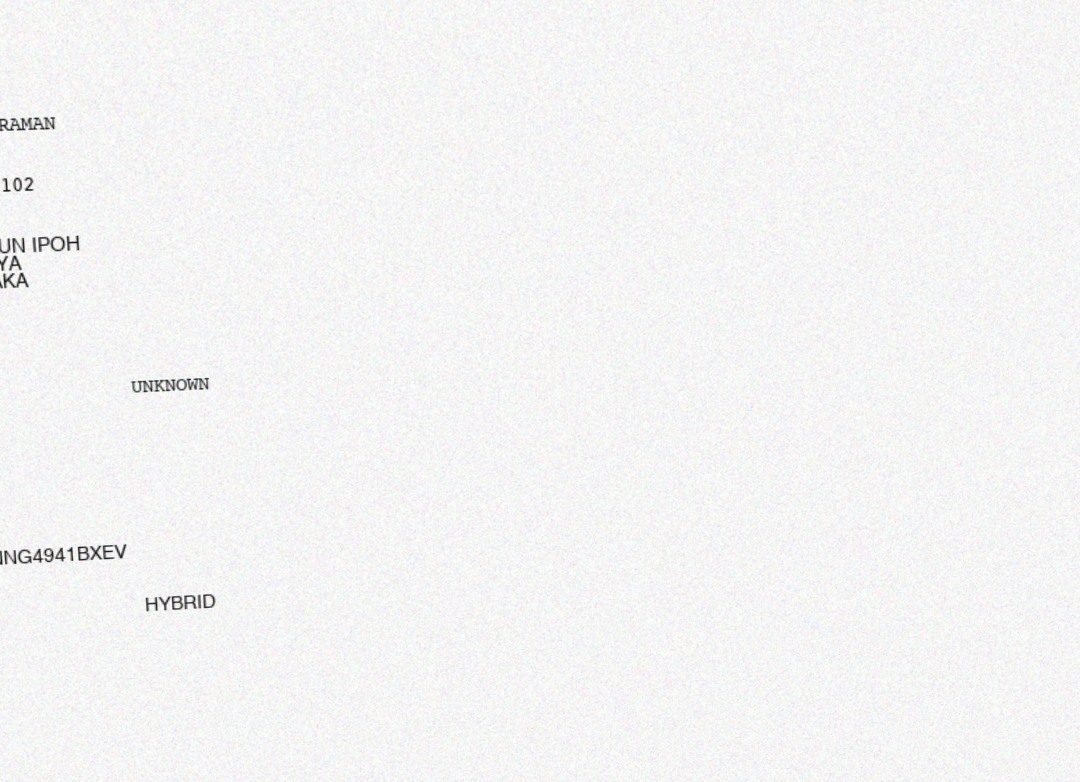 RAMAN
102
UN IPOH
YA
AKA
UNKNOWN
NG4941BXEV
HYBRID